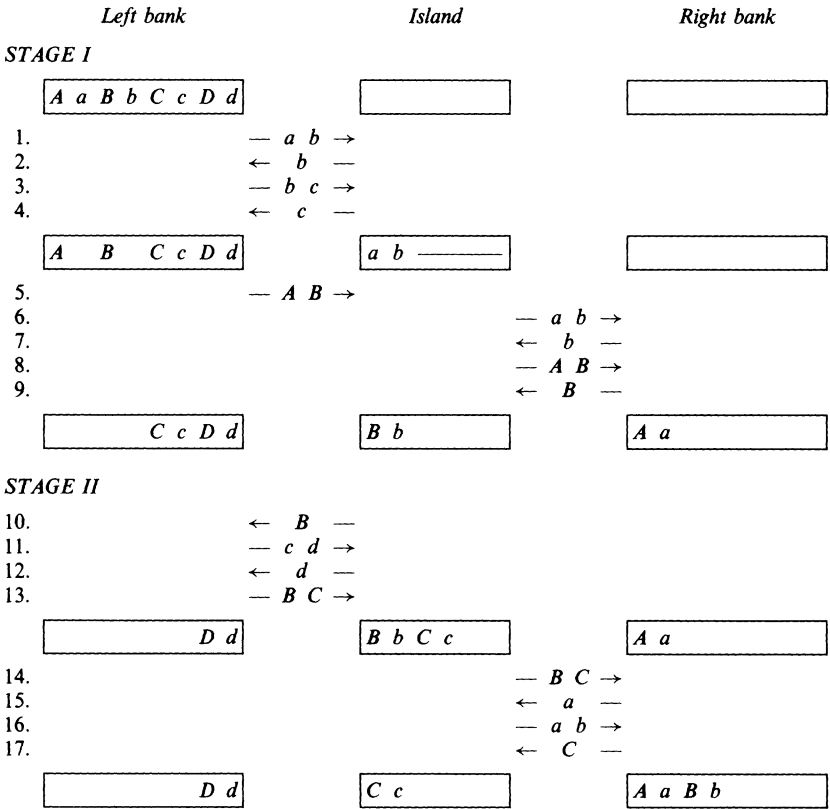 Left bank Island Right bank
STAGE I
A a B b C c D d
1. — a b →
2. ← b —
3. — b c →
4. ← c —
A B C c D d a b ———
5. — A B →
6. — a b →
7. ← b —
8. — A B →
9. ← B —
C c D d B b A a
STAGE II
10. ← B —
11. — c d →
12. ← d —
13. — B C →
D d B b C c A a
14. — B C →
15. ← a —
16. — a b →
17. ← C —
D d C c A a B b